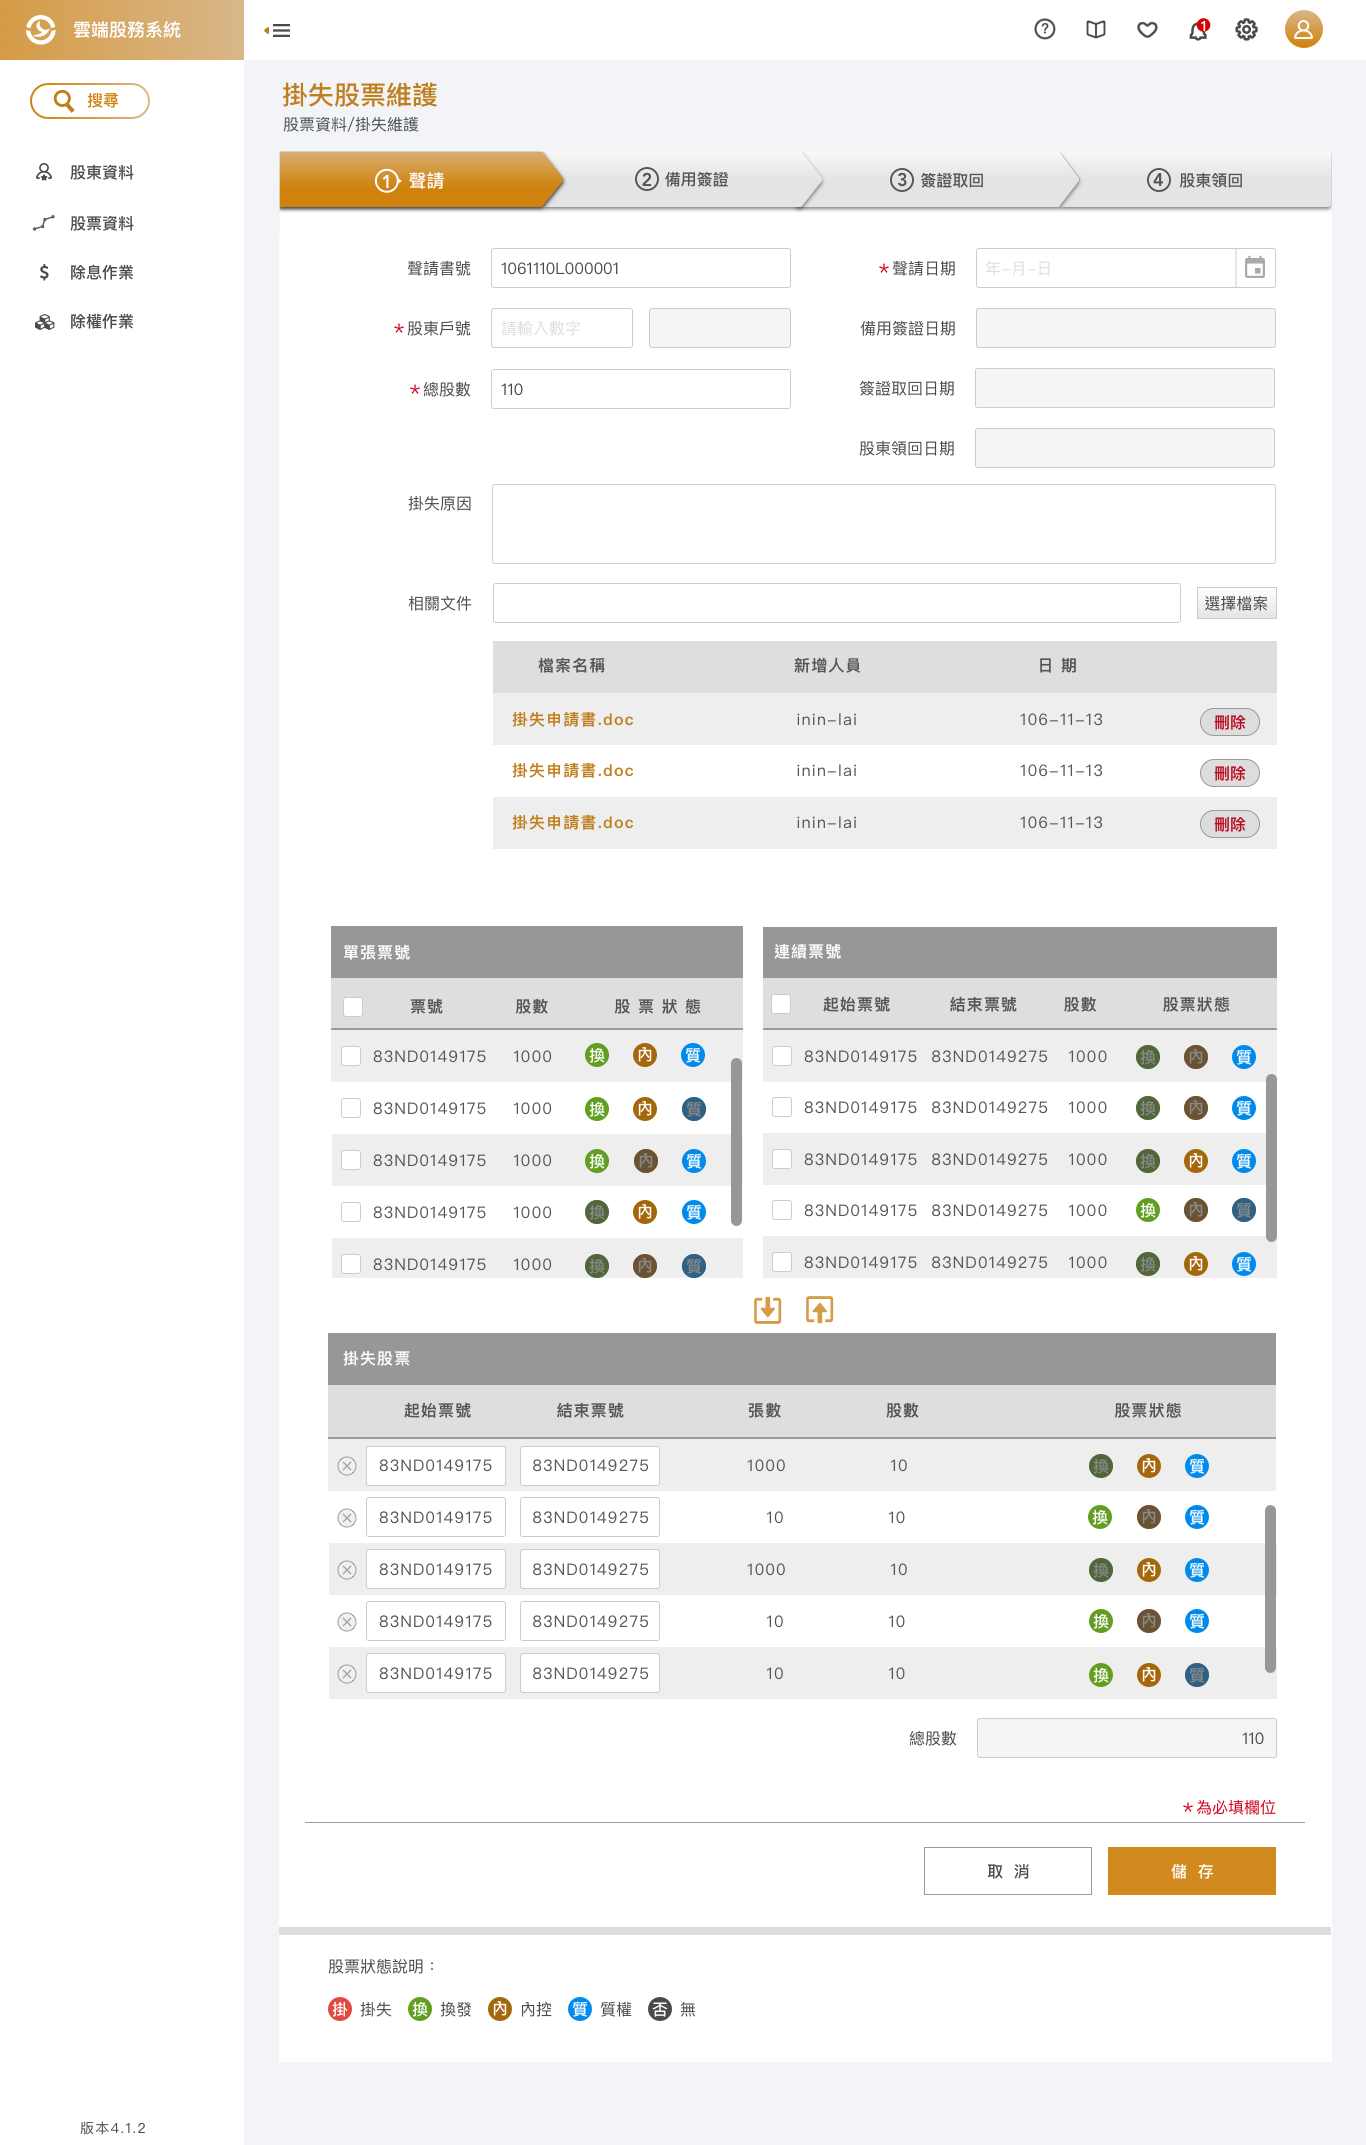 雲端股務系統
1
搜尋
股東資料
股票資料
除息作業
除權作業
掛失股票維護
股票資料/掛失維護
1 聲請
2 備用簽證
3 簽證取回
4 股東領回
聲請書號 1061110L000001 *聲請日期 年-月-日
*股東戶號 請輸入數字 備用簽證日期
*總股數 110 簽證取回日期
股東領回日期
掛失原因
相關文件 選擇檔案
檔案名稱 新增人員 日 期
掛失申請書.doc inin-lai 106-11-13 刪除
掛失申請書.doc inin-lai 106-11-13 刪除
掛失申請書.doc inin-lai 106-11-13 刪除
單張票號
票號 股數 股 票 狀 態
83ND0149175 1000 換 內 質
83ND0149175 1000 換 內 質
83ND0149175 1000 換 內 質
83ND0149175 1000 換 內 質
83ND0149175 1000 換 內 質
連續票號
起始票號 結束票號 股數 股票狀態
83ND0149175 83ND0149275 1000 換 內 質
83ND0149175 83ND0149275 1000 換 內 質
83ND0149175 83ND0149275 1000 換 內 質
83ND0149175 83ND0149275 1000 換 內 質
83ND0149175 83ND0149275 1000 換 內 質
掛失股票
起始票號 結束票號 張數 股數 股票狀態
83ND0149175 83ND0149275 1000 10 換 內 質
83ND0149175 83ND0149275 10 10 換 內 質
83ND0149175 83ND0149275 1000 10 換 內 質
83ND0149175 83ND0149275 10 10 換 內 質
83ND0149175 83ND0149275 10 10 換 內 質
總股數 110
*為必填欄位
取 消 儲 存
股票狀態說明：
掛 掛失 換 換發 內 內控 質 質權 否 無
版本4.1.2